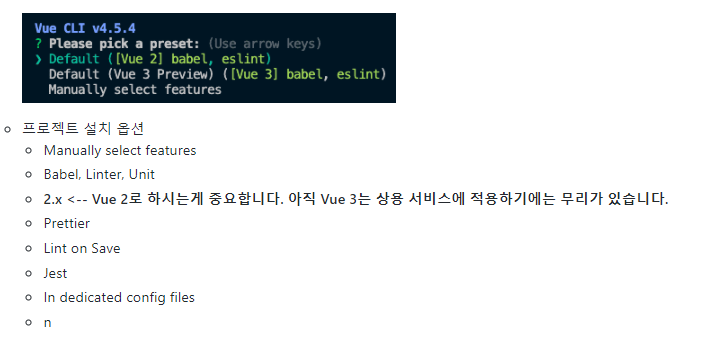 Vue CLI v4.5.4
? Please pick a preset: (Use arrow keys)
❯ Default ([Vue 2] babel, eslint)
Default (Vue 3 Preview) ([Vue 3] babel, eslint)
Manually select features
프로젝트 설치 옵션
Manually select features
Babel, Linter, Unit
2.x <-- Vue 2로 하시는게 중요합니다. 아직 Vue 3는 상용 서비스에 적용하기에는 무리가 있습니다.
Prettier
Lint on Save
Jest
In dedicated config files
n